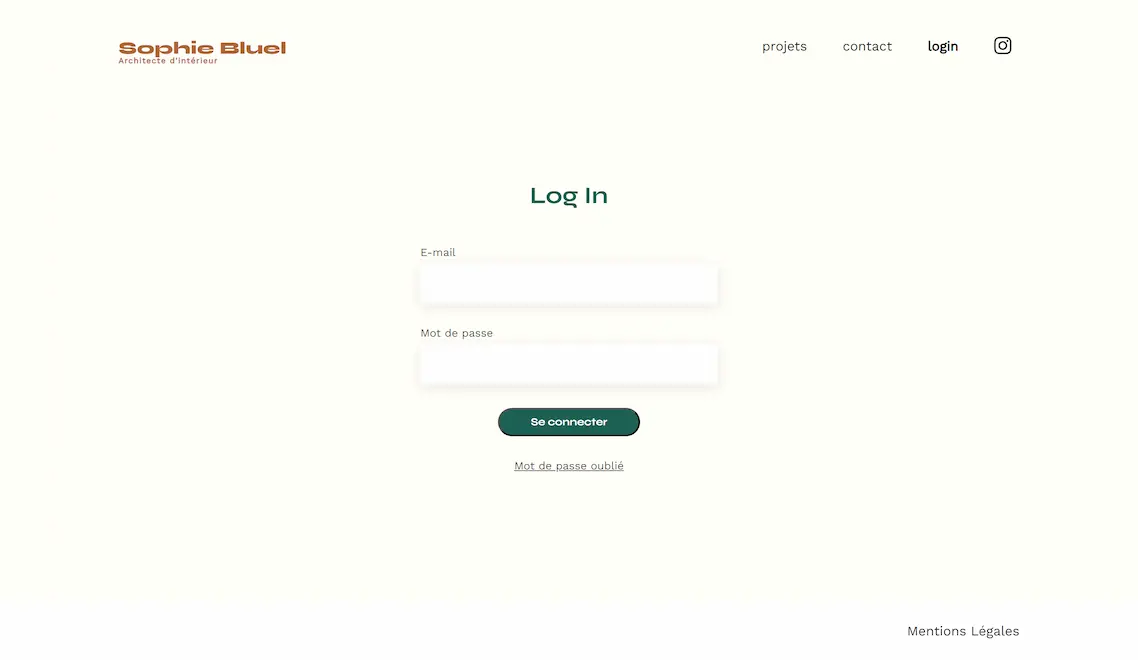 Sophie Bluel
Architecte d'intérieur
projets
contact
login
Log In
E-mail
Mot de passe
Se connecter
Mot de passe oublié
Mentions Légales